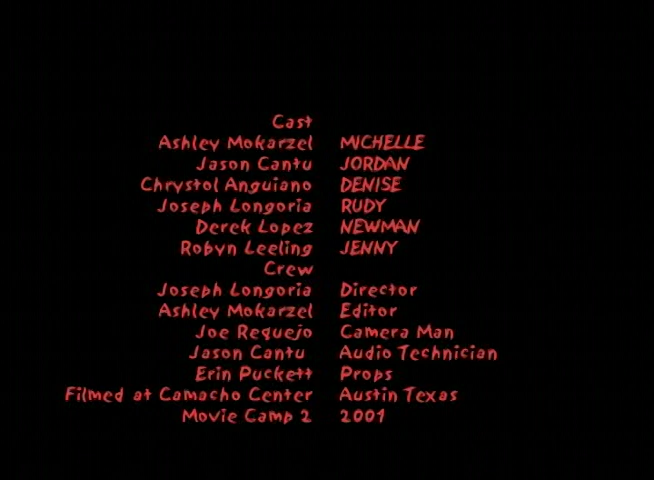 Cast
Ashley Mokarzel MICHELLE
Jason Cantu JORDAN
Chrystol Anguiano DENISE
Joseph Longoria RUDY
Derek Lopez NEWMAN
Robyn Leeling JENNY
Crew
Joseph Longoria Director
Ashley Mokarzel Editor
Joe Requejo Camera Man
Jason Cantu Audio Technician
Erin Puckett Props
Filmed at Camacho Center Austin Texas
Movie Camp 2 2001